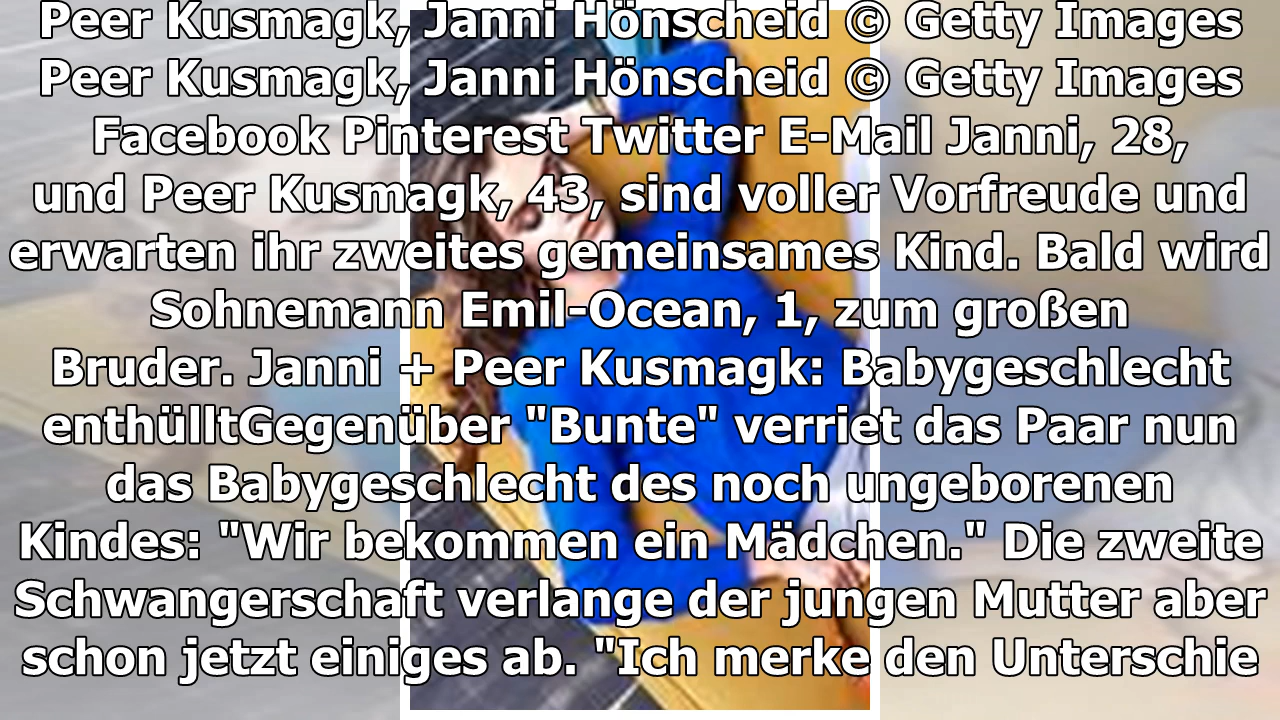 Peer Kusmagk, Janni Hönscheid © Getty Images
Peer Kusmagk, Janni Hönscheid © Getty Images
Facebook Pinterest Twitter E-Mail Janni, 28,
und Peer Kusmagk, 43, sind voller Vorfreude und
erwarten ihr zweites gemeinsames Kind. Bald wird
Sohnemann Emil-Ocean, 1, zum großen
Bruder. Janni + Peer Kusmagk: Babygeschlecht
enthülltGegenüber "Bunte" verriet das Paar nun
das Babygeschlecht des noch ungeborenen
Kindes: "Wir bekommen ein Mädchen." Die zweite
Schwangerschaft verlange der jungen Mutter aber
schon jetzt einiges ab. "Ich merke den Unterschie